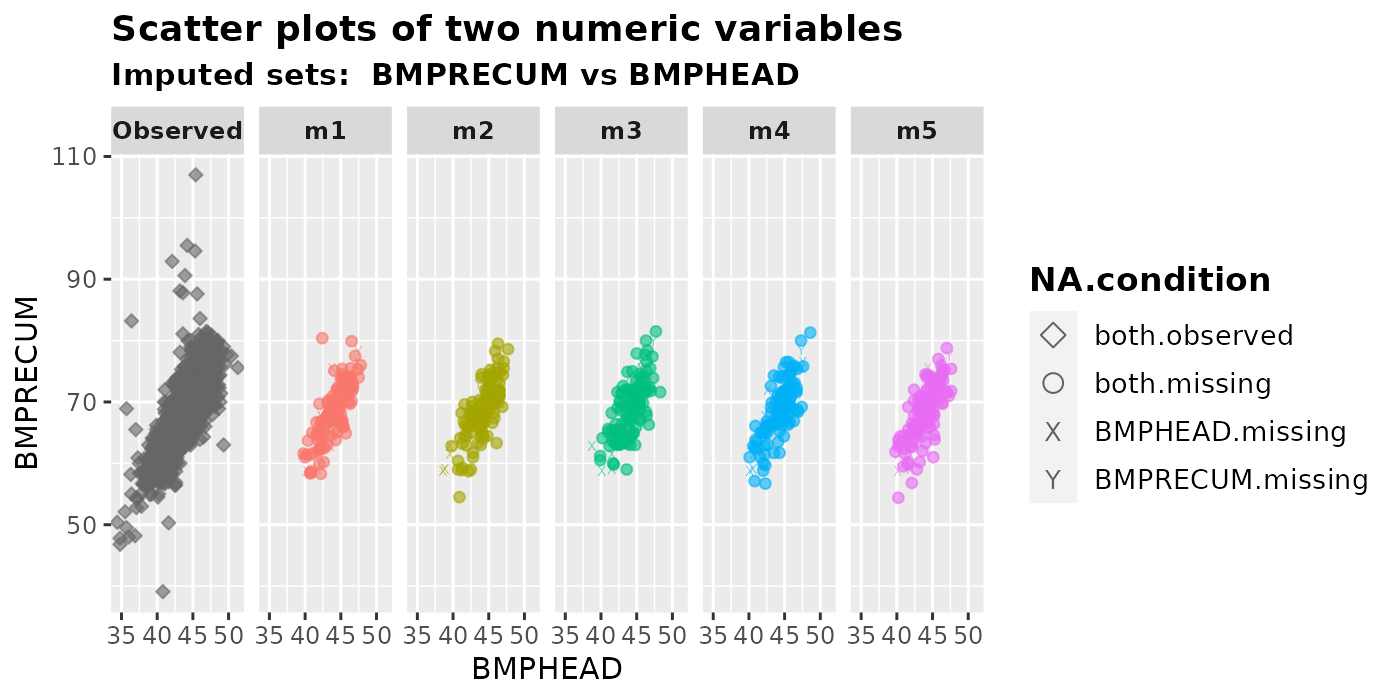 Scatter plots of two numeric variables
Imputed sets:  BMPRECUM vs BMPHEAD
Observed m1 m2 m3 m4 m5
110
90
70
50
BMPRECUM
35 40 45 50 35 40 45 50 35 40 45 50 35 40 45 50 35 40 45 50 35 40 45 50
BMPHEAD
NA.condition
both.observed
both.missing
X BMPHEAD.missing
Y BMPRECUM.missing